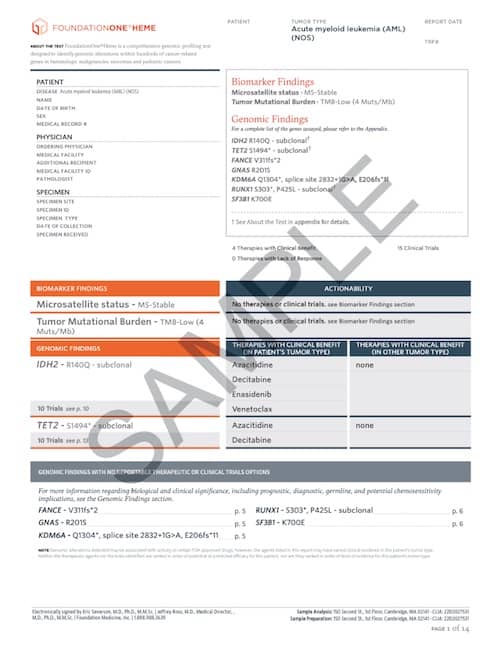 FOUNDATIONONE®HEME
PATIENT
TUMOR TYPE
Acute myeloid leukemia (AML)
(NOS)
REPORT DATE
TRF#
ABOUT THE TEST FoundationOne®Heme is a comprehensive genomic profiling test
designed to identify genomic alterations within hundreds of cancer-related
genes in hematologic malignancies, sarcomas and pediatric cancers.
PATIENT
DISEASE Acute myeloid leukemia (AML) (NOS)
NAME
DATE OF BIRTH
SEX
MEDICAL RECORD #
PHYSICIAN
ORDERING PHYSICIAN
MEDICAL FACILITY
ADDITIONAL RECIPIENT
MEDICAL FACILITY ID
PATHOLOGIST
SPECIMEN
SPECIMEN SITE
SPECIMEN ID
SPECIMEN TYPE
DATE OF COLLECTION
SPECIMEN RECEIVED
Biomarker Findings
Microsatellite status - MS-Stable
Tumor Mutational Burden - TMB-Low (4 Muts/Mb)
Genomic Findings
For a complete list of the genes assayed, please refer to the Appendix.
IDH2 R140Q - subclonal†
TET2 S1494* - subclonal†
FANCE V311fs*2
GNAS R201S
KDM6A Q1304*, splice site 2832+1G>A, E206fs*11
RUNX1 S303*, P425L - subclonal†
SF3B1 K700E
† See About the Test in appendix for details.
4 Therapies with Clinical Benefit
15 Clinical Trials
0 Therapies with Lack of Response
SAMPLE
BIOMARKER FINDINGS
ACTIONABILITY
Microsatellite status - MS-Stable
No therapies or clinical trials. see Biomarker Findings section
Tumor Mutational Burden - TMB-Low (4
Muts/Mb)
No therapies or clinical trials. see Biomarker Findings section
GENOMIC FINDINGS
THERAPIES WITH CLINICAL BENEFIT
(IN PATIENT'S TUMOR TYPE)
THERAPIES WITH CLINICAL BENEFIT
(IN OTHER TUMOR TYPE)
IDH2 - R140Q - subclonal
Azacitidine
none
Decitabine
Enasidenib
10 Trials see p. 10
Venetoclax
TET2 - S1494* - subclonal
Azacitidine
none
10 Trials see p. 13
Decitabine
GENOMIC FINDINGS WITH NO REPORTABLE THERAPEUTIC OR CLINICAL TRIALS OPTIONS
For more information regarding biological and clinical significance, including prognostic, diagnostic, germline, and potential chemosensitivity
implications, see the Genomic Findings section.
FANCE - V311fs*2 p. 5
RUNX1 - S303*, P425L - subclonal p. 6
GNAS - R201S p. 5
SF3B1 - K700E p. 6
KDM6A - Q1304*, splice site 2832+1G>A, E206fs*11 p. 5
NOTE Genomic alterations detected may be associated with activity of certain FDA approved drugs; however, the agents listed in this report may have varied clinical evidence in the patient's tumor type.
Neither the therapeutic agents nor the trials identified are ranked in order of potential or predicted efficacy for this patient, nor are they ranked in order of level of evidence for this patient's tumor type.
Electronically signed by Eric Severson, M.D., Ph.D., M.M.Sc. | Jeffrey Ross, M.D., Medical Director, ,
M.D., Ph.D., M.M.Sc. | Foundation Medicine, Inc. | 1.888.988.3639
Sample Analysis: 150 Second St., 1st Floor, Cambridge, MA 02141 · CLIA: 22D2027531
Sample Preparation: 150 Second St., 1st Floor, Cambridge, MA 02141 · CLIA: 22D2027531
PAGE 1 of 14